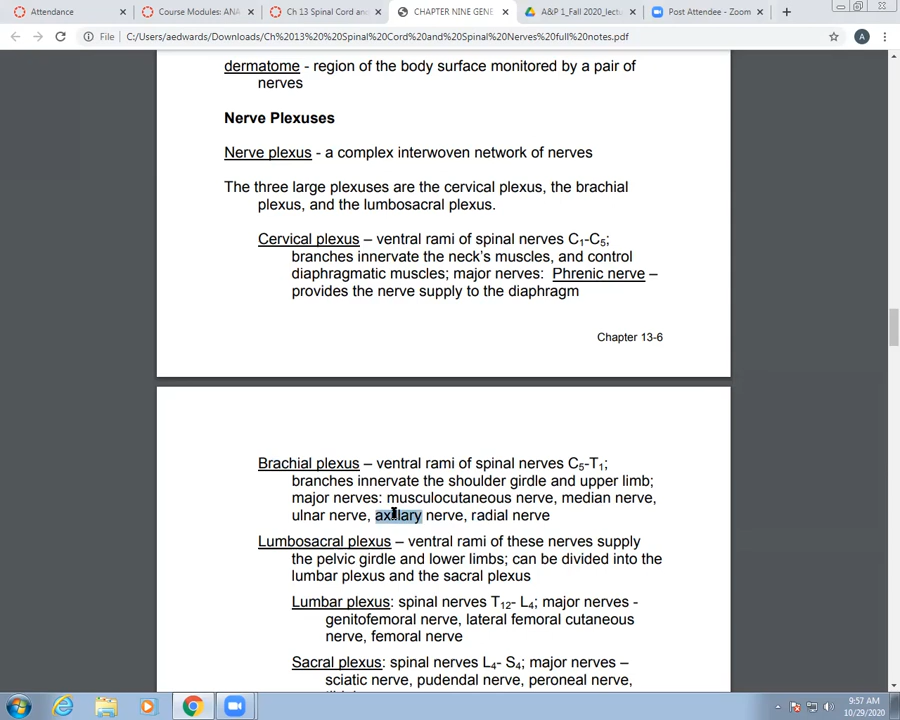 Attendance
Course Modules: ANA
Ch 13 Spinal Cord and
CHAPTER NINE GENE
A&P 1_Fall 2020_lectu
Post Attendee - Zoom
File
C:/Users/aedwards/Downloads/Ch%2013%20%20Spinal%20Cord%20and%20Spinal%20Nerves%20full%20notes.pdf
A
dermatome - region of the body surface monitored by a pair of
nerves
Nerve Plexuses
Nerve plexus - a complex interwoven network of nerves
The three large plexuses are the cervical plexus, the brachial
plexus, and the lumbosacral plexus.
Cervical plexus – ventral rami of spinal nerves C1-C5;
branches innervate the neck's muscles, and control
diaphragmatic muscles; major nerves: Phrenic nerve –
provides the nerve supply to the diaphragm
Chapter 13-6
Brachial plexus – ventral rami of spinal nerves C5-T1;
branches innervate the shoulder girdle and upper limb;
major nerves: musculocutaneous nerve, median nerve,
ulnar nerve, axillary nerve, radial nerve
Lumbosacral plexus – ventral rami of these nerves supply
the pelvic girdle and lower limbs; can be divided into the
lumbar plexus and the sacral plexus
Lumbar plexus: spinal nerves T12- L4; major nerves -
genitofemoral nerve, lateral femoral cutaneous
nerve, femoral nerve
Sacral plexus: spinal nerves L4- S4; major nerves –
sciatic nerve, pudendal nerve, peroneal nerve,
9:57 AM
10/29/2020